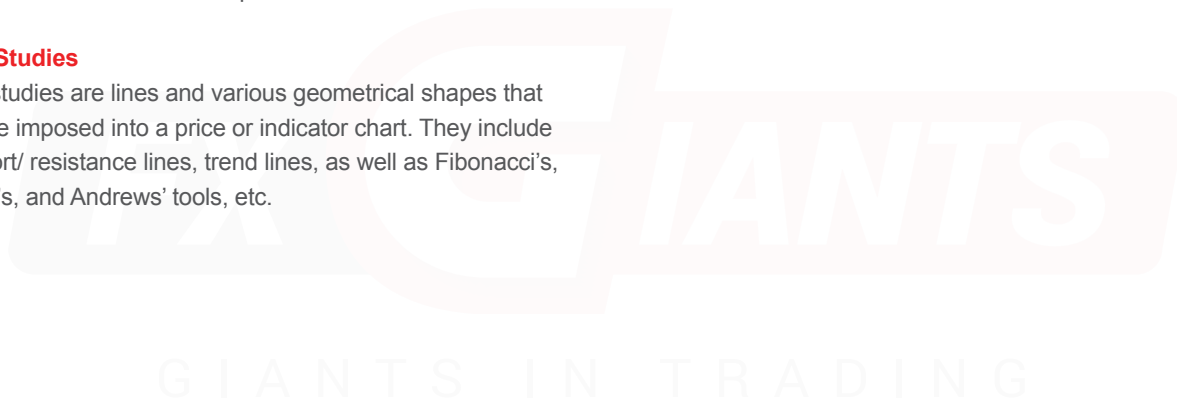 Studies
studies are lines and various geometrical shapes that
e imposed into a price or indicator chart. They include
ort/ resistance lines, trend lines, as well as Fibonacci’s,
’s, and Andrews’ tools, etc.
FX GIANTS
GIANTS IN TRADING